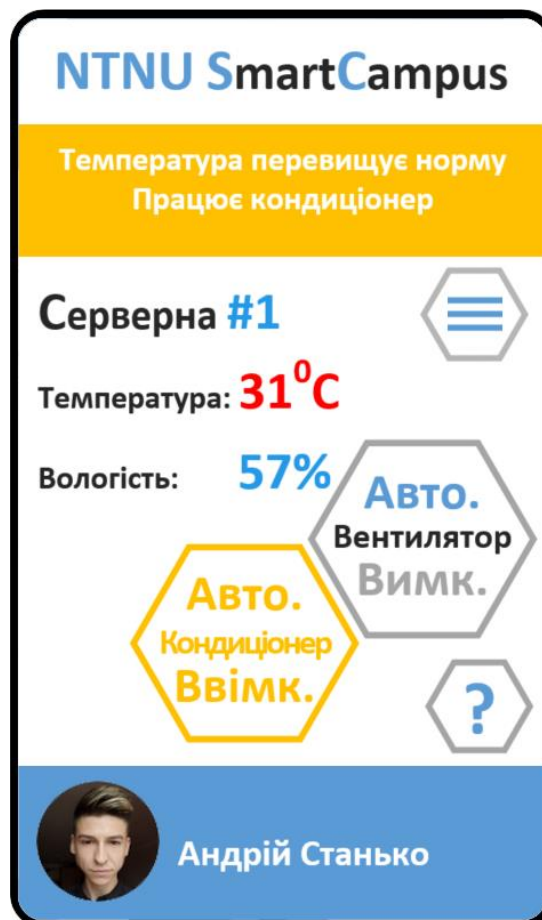 NTNU SmartCampus
Температура перевищує норму
Працює кондиціонер
Серверна #1
Температура: 31⁰C
Вологість: 57%
Авто.
Вентилятор
Вимк.
Авто.
Кондиціонер
Ввімк.
?
Андрій Станько